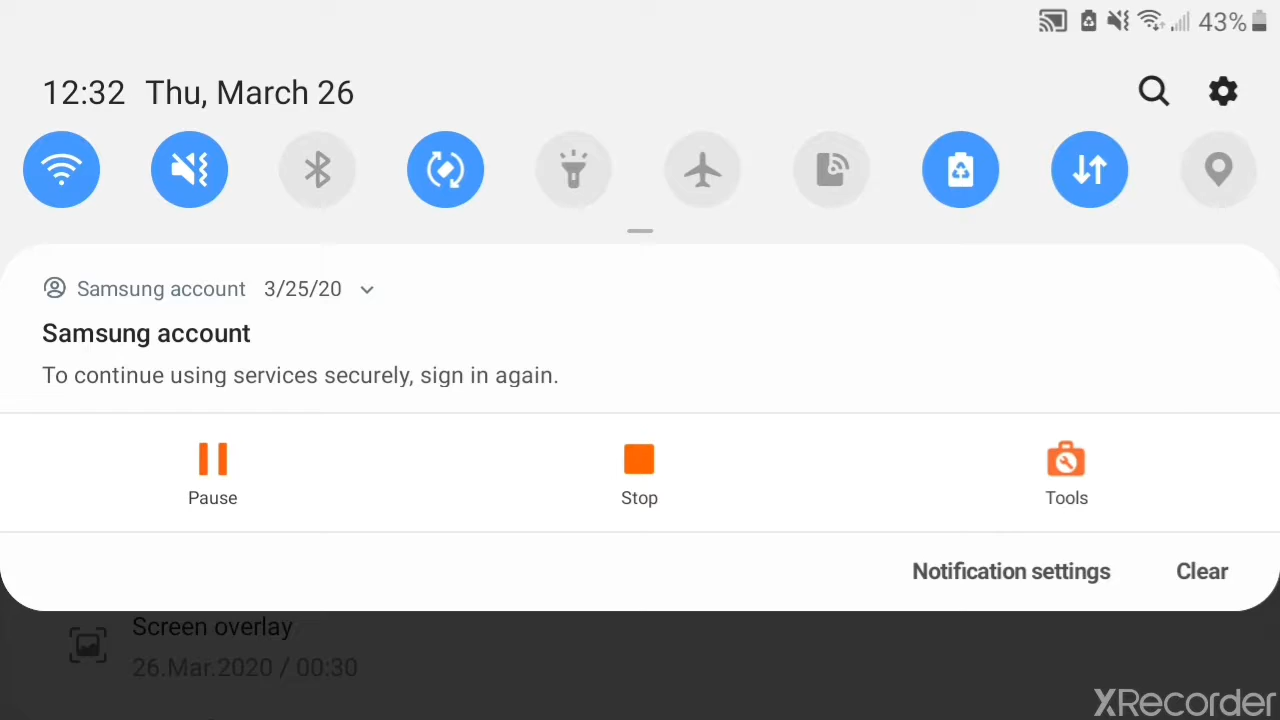 43%
12:32 Thu, March 26
Samsung account 3/25/20
Samsung account
To continue using services securely, sign in again.
Pause Stop Tools
Notification settings Clear
Screen overlay
26.Mar.2020 / 00:30
XRecorder